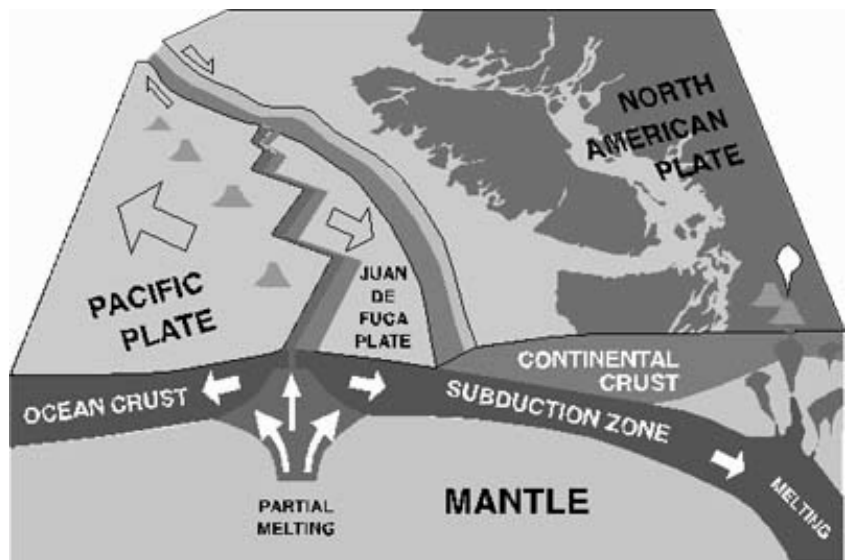 NORTH
AMERICAN
PLATE
PACIFIC
PLATE
JUAN
DE
FUCA
PLATE
CONTINENTAL
CRUST
OCEAN CRUST
SUBDUCTION ZONE
PARTIAL
MELTING
MANTLE
MELTING